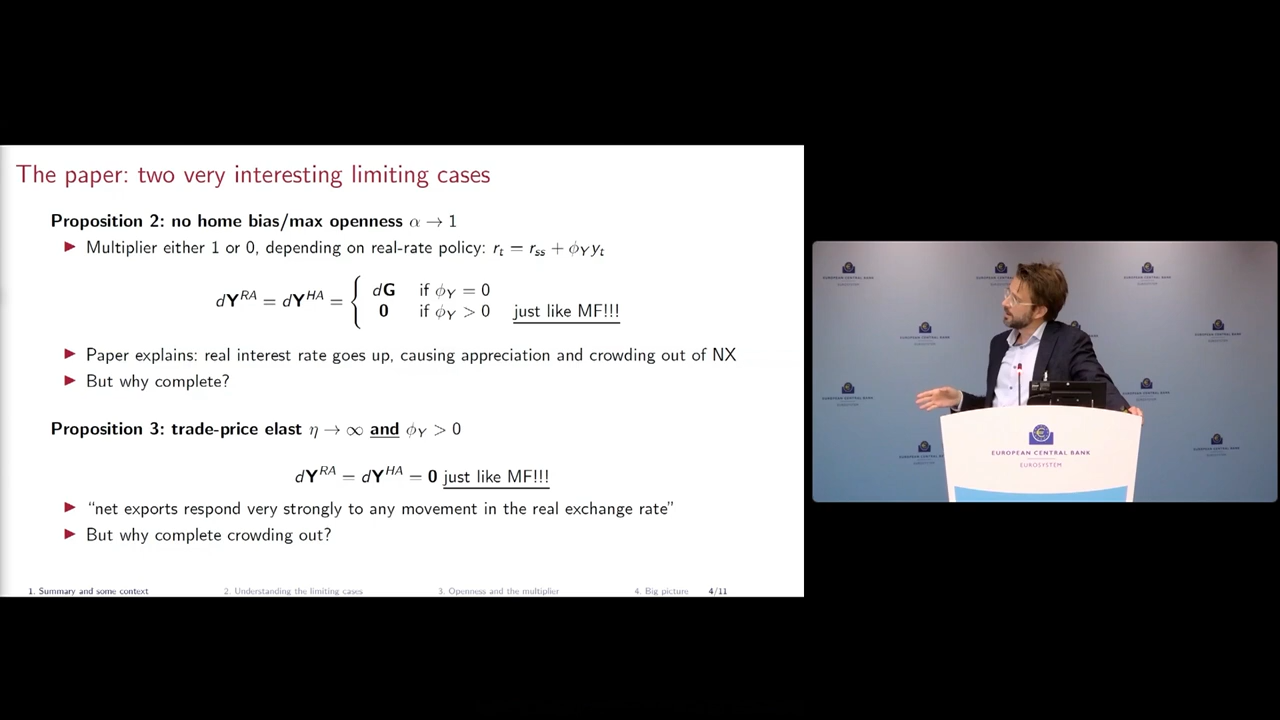 The paper: two very interesting limiting cases
Proposition 2: no home bias/max openness α → 1
▶ Multiplier either 1 or 0, depending on real-rate policy: r_t = r_ss + ϕ_Y y_t
dY^RA = dY^HA = { dG if ϕ_Y = 0
0 if ϕ_Y > 0 just like MF!!!
▶ Paper explains: real interest rate goes up, causing appreciation and crowding out of NX
▶ But why complete?
Proposition 3: trade-price elast η → ∞ and ϕ_Y > 0
dY^RA = dY^HA = 0 just like MF!!!
▶ “net exports respond very strongly to any movement in the real exchange rate”
▶ But why complete crowding out?
1. Summary and some context 2. Understanding the limiting cases 3. Openness and the multiplier 4. Big picture 4/11
EUROPEAN CENTRAL BANK
EUROSYSTEM